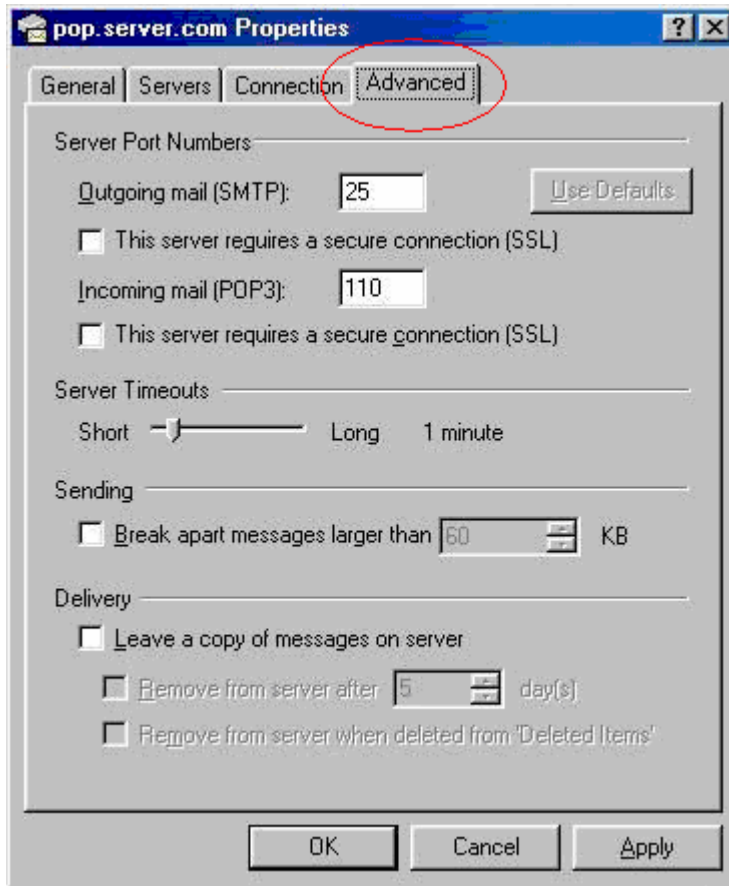 pop.server.com Properties
General Servers Connection Advanced
Server Port Numbers
Outgoing mail (SMTP): 25 Use Defaults
This server requires a secure connection (SSL)
Incoming mail (POP3): 110
This server requires a secure connection (SSL)
Server Timeouts
Short Long 1 minute
Sending
Break apart messages larger than 60 KB
Delivery
Leave a copy of messages on server
Remove from server after 5 day(s)
Remove from server when deleted from 'Deleted Items'
OK Cancel Apply